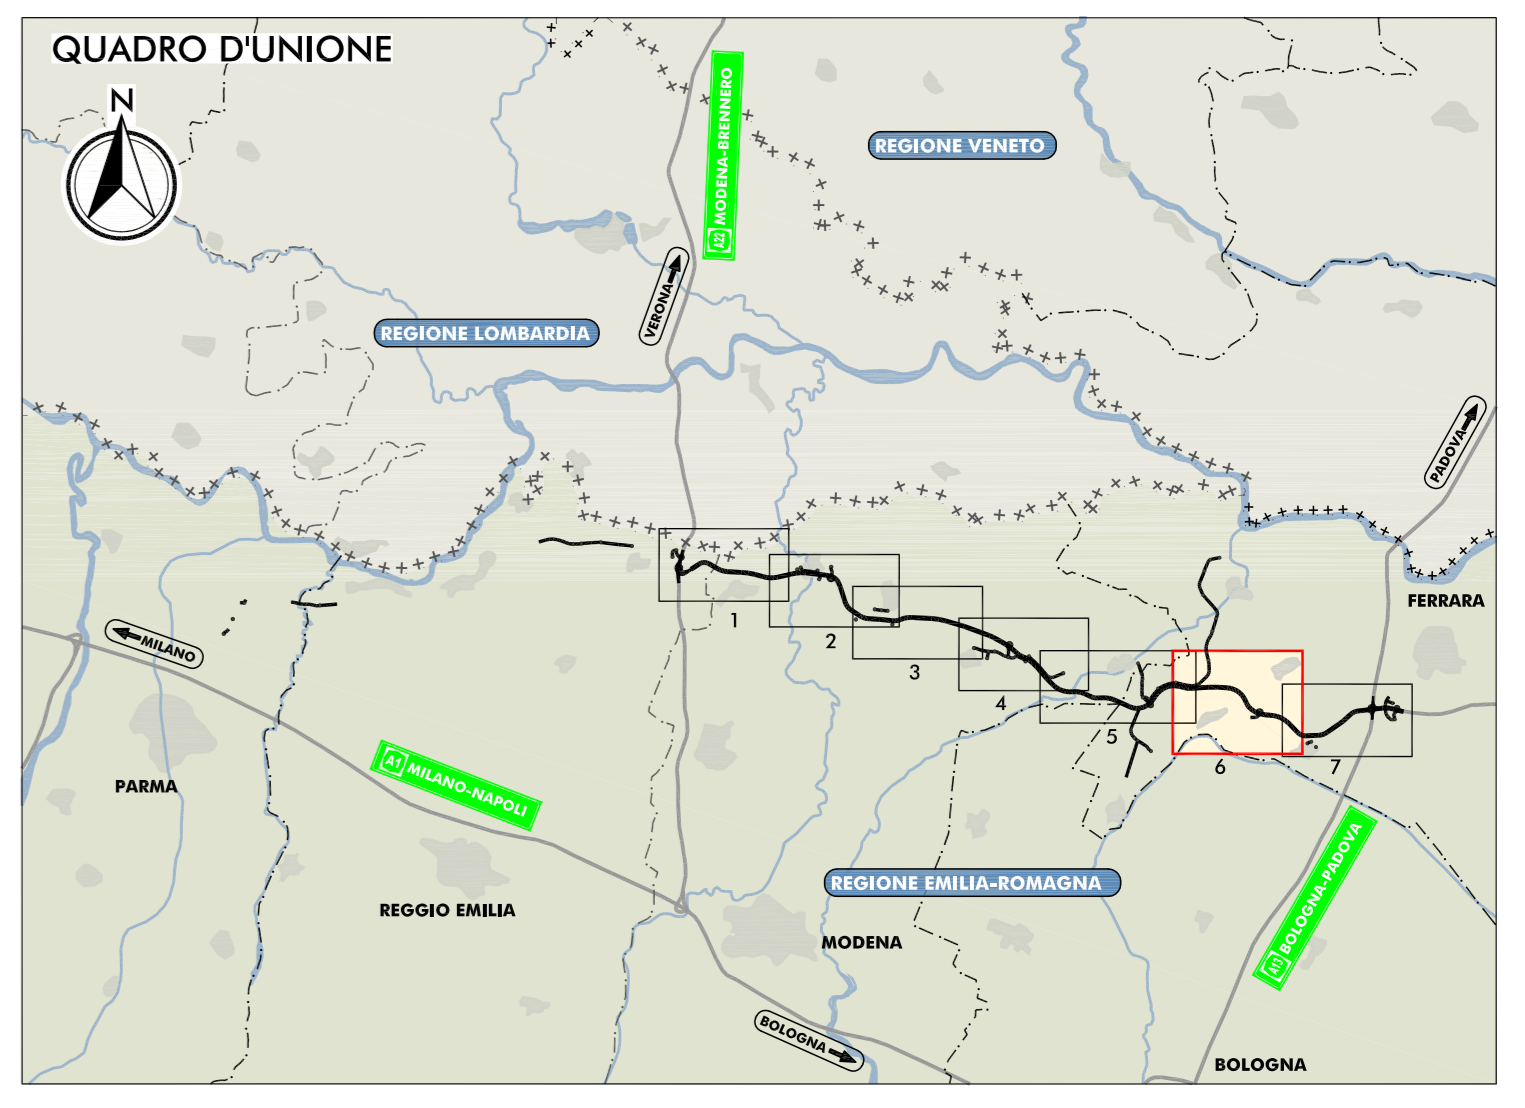 QUADRO D'UNIONE
N
A22 MODENA-BRENNERO
REGIONE VENETO
VERONA
REGIONE LOMBARDIA
PADOVA
FERRARA
MILANO
1
2
3
4
5
6
7
PARMA
A1 MILANO-NAPOLI
REGIONE EMILIA-ROMAGNA
A13 BOLOGNA-PADOVA
REGGIO EMILIA
MODENA
BOLOGNA
BOLOGNA